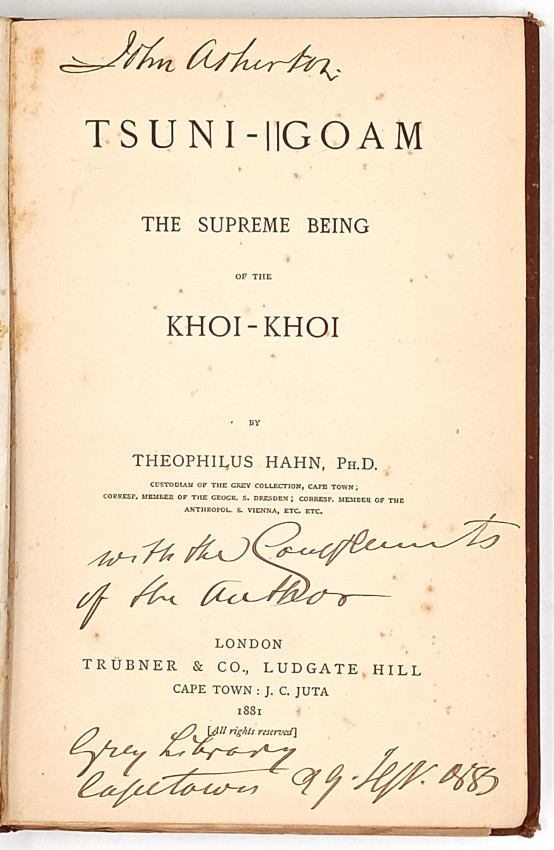 John Atherton.
TSUNI-||GOAM
THE SUPREME BEING
OF THE
KHOI-KHOI
BY
THEOPHILUS HAHN, PH.D.
CUSTODIAN OF THE GREY COLLECTION, CAPE TOWN;
CORRESP. MEMBER OF THE GEOGR. S. DRESDEN; CORRESP. MEMBER OF THE
ANTHROPOL. S. VIENNA, ETC. ETC.
with the Compliments
of the Author
LONDON
TRÜBNER & CO., LUDGATE HILL
CAPE TOWN: J. C. JUTA
1881
[All rights reserved]
Grey Library
Capetown Sept.